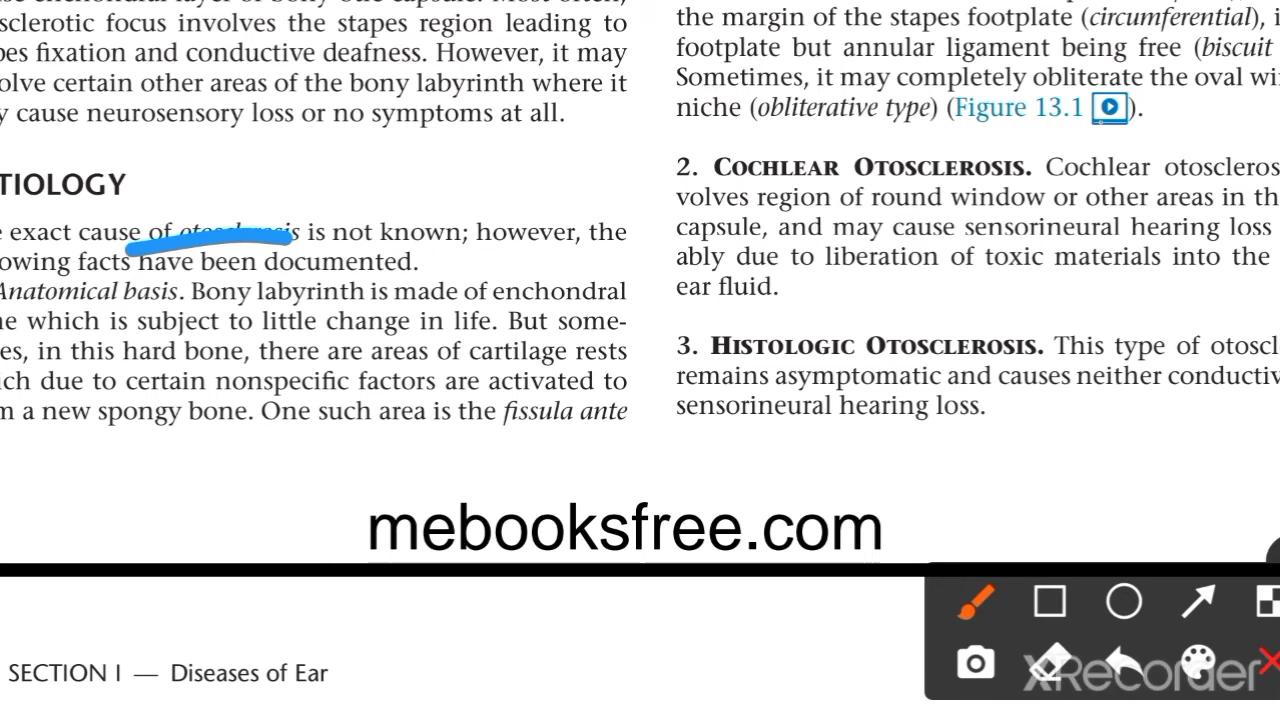 sclerotic focus involves the stapes region leading to
pes fixation and conductive deafness. However, it may
olve certain other areas of the bony labyrinth where it
y cause neurosensory loss or no symptoms at all.
TIOLOGY
e exact cause of is not known; however, the
owing facts have been documented.
Anatomical basis. Bony labyrinth is made of enchondral
ne which is subject to little change in life. But some-
es, in this hard bone, there are areas of cartilage rests
ich due to certain nonspecific factors are activated to
m a new spongy bone. One such area is the fissula ante
the margin of the stapes footplate (circumferential), i
footplate but annular ligament being free (biscuit
Sometimes, it may completely obliterate the oval wi
niche (obliterative type) (Figure 13.1 ).
2. COCHLEAR OTOSCLEROSIS. Cochlear otoscleros
volves region of round window or other areas in th
capsule, and may cause sensorineural hearing loss
ably due to liberation of toxic materials into the
ear fluid.
3. HISTOLOGIC OTOSCLEROSIS. This type of otoscl
remains asymptomatic and causes neither conductiv
sensorineural hearing loss.
mebooksfree.com
SECTION I — Diseases of Ear
XRecorder